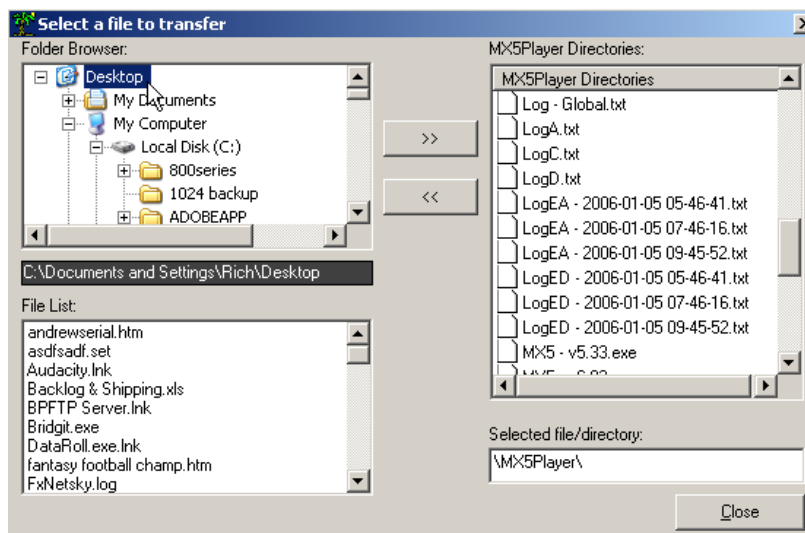 Select a file to transfer
Folder Browser:
Desktop
My Documents
My Computer
Local Disk (C:)
800series
1024 backup
ADOBEAPP
C:\Documents and Settings\Rich\Desktop
File List:
andrewserial.htm
asdfsadf.set
Audacity.lnk
Backlog & Shipping.xls
BPFTP Server.lnk
Bridgit.exe
DataRoll.exe.lnk
fantasy football champ.htm
FxNetsky.log
>>
<<
MX5Player Directories:
MX5Player Directories
Log - Global.txt
LogA.txt
LogC.txt
LogD.txt
LogEA - 2006-01-05 05-46-41.txt
LogEA - 2006-01-05 07-46-16.txt
LogEA - 2006-01-05 09-45-52.txt
LogED - 2006-01-05 05-46-41.txt
LogED - 2006-01-05 07-46-16.txt
LogED - 2006-01-05 09-45-52.txt
MX5 - v5.33.exe
Selected file/directory:
\MX5Player\
Close